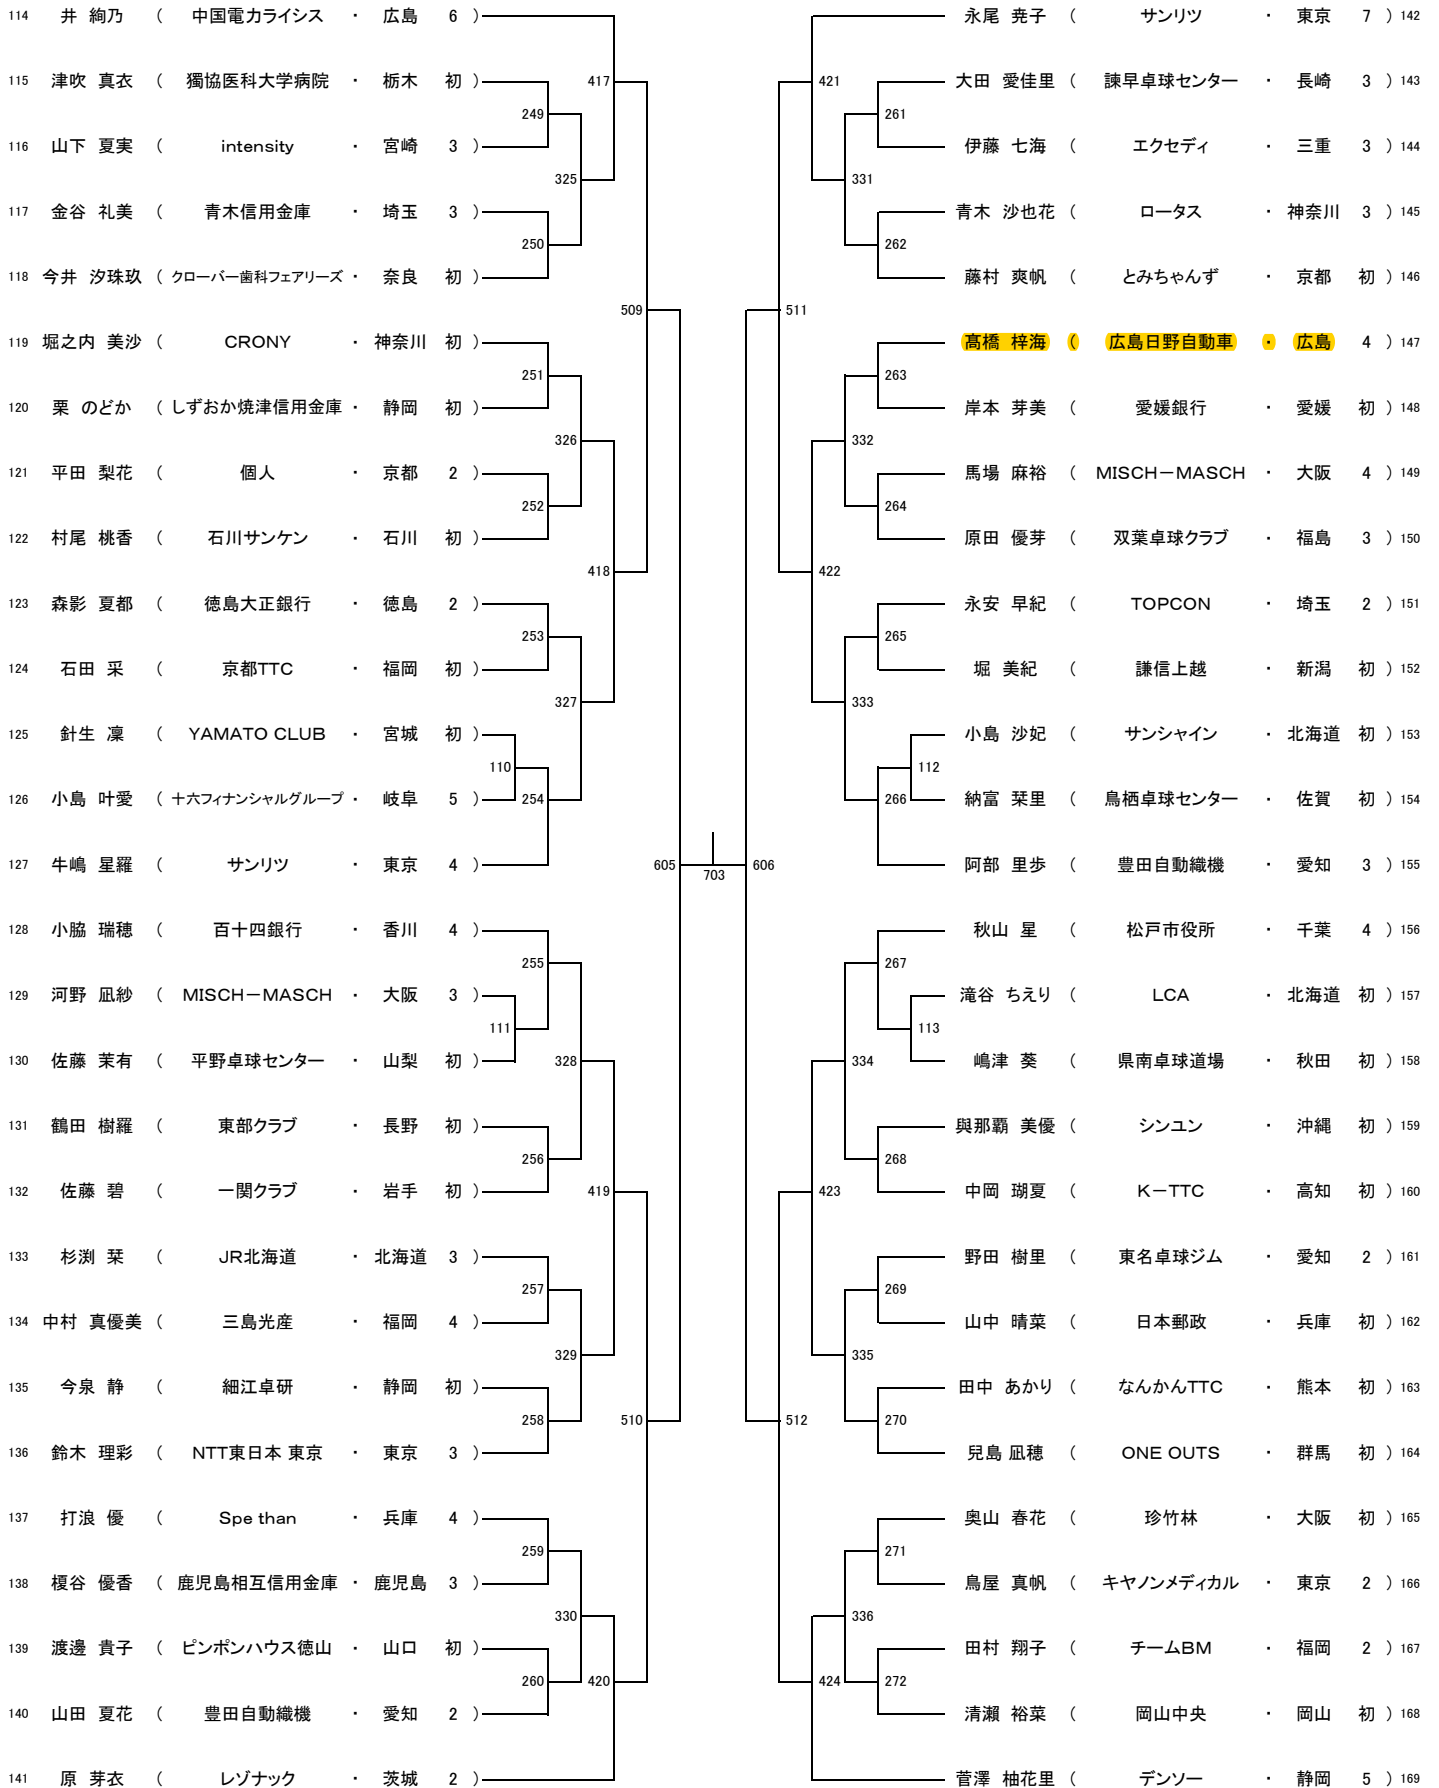 114 井 絢乃 ( 中国電力ライシス ・ 広島 6 )
115 津吹 真衣 ( 獨協医科大学病院 ・ 栃木 初 )
116 山下 夏実 ( intensity ・ 宮崎 3 )
117 金谷 礼美 ( 青木信用金庫 ・ 埼玉 3 )
118 今井 汐珠玖 ( クローバー歯科フェアリーズ ・ 奈良 初 )
119 堀之内 美沙 ( CRONY ・ 神奈川 初 )
120 栗 のどか ( しずおか焼津信用金庫 ・ 静岡 初 )
121 平田 梨花 ( 個人 ・ 京都 2 )
122 村尾 桃香 ( 石川サンケン ・ 石川 初 )
123 森影 夏都 ( 徳島大正銀行 ・ 徳島 2 )
124 石田 采 ( 京都TTC ・ 福岡 初 )
125 針生 凜 ( YAMATO CLUB ・ 宮城 初 )
126 小島 叶愛 ( 十六フィナンシャルグループ ・ 岐阜 5 )
127 牛嶋 星羅 ( サンリツ ・ 東京 4 )
128 小脇 瑞穂 ( 百十四銀行 ・ 香川 4 )
129 河野 凪紗 ( MISCH－MASCH ・ 大阪 3 )
130 佐藤 茉有 ( 平野卓球センター ・ 山梨 初 )
131 鶴田 樹羅 ( 東部クラブ ・ 長野 初 )
132 佐藤 碧 ( 一関クラブ ・ 岩手 初 )
133 杉渕 栞 ( JR北海道 ・ 北海道 3 )
134 中村 真優美 ( 三島光産 ・ 福岡 4 )
135 今泉 静 ( 細江卓研 ・ 静岡 初 )
136 鈴木 理彩 ( NTT東日本 東京 ・ 東京 3 )
137 打浪 優 ( Spe than ・ 兵庫 4 )
138 榎谷 優香 ( 鹿児島相互信用金庫 ・ 鹿児島 3 )
139 渡邊 貴子 ( ピンポンハウス徳山 ・ 山口 初 )
140 山田 夏花 ( 豊田自動織機 ・ 愛知 2 )
141 原 芽衣 ( レゾナック ・ 茨城 2 )
110
111
249
250
251
252
253
254
255
256
257
258
259
260
325
326
327
328
329
330
417
418
419
420
509
510
605
703
606
511
512
421
422
423
424
331
332
333
334
335
336
261
262
263
264
265
266
267
268
269
270
271
272
112
113
永尾 尭子 ( サンリツ ・ 東京 7 ) 142
大田 愛佳里 ( 諫早卓球センター ・ 長崎 3 ) 143
伊藤 七海 ( エクセディ ・ 三重 3 ) 144
青木 沙也花 ( ロータス ・ 神奈川 3 ) 145
藤村 爽帆 ( とみちゃんず ・ 京都 初 ) 146
髙橋 梓海 ( 広島日野自動車 ・ 広島 4 ) 147
岸本 芽美 ( 愛媛銀行 ・ 愛媛 初 ) 148
馬場 麻裕 ( MISCH－MASCH ・ 大阪 4 ) 149
原田 優芽 ( 双葉卓球クラブ ・ 福島 3 ) 150
永安 早紀 ( TOPCON ・ 埼玉 2 ) 151
堀 美紀 ( 謙信上越 ・ 新潟 初 ) 152
小島 沙妃 ( サンシャイン ・ 北海道 初 ) 153
納富 栞里 ( 鳥栖卓球センター ・ 佐賀 初 ) 154
阿部 里歩 ( 豊田自動織機 ・ 愛知 3 ) 155
秋山 星 ( 松戸市役所 ・ 千葉 4 ) 156
滝谷 ちえり ( LCA ・ 北海道 初 ) 157
嶋津 葵 ( 県南卓球道場 ・ 秋田 初 ) 158
與那覇 美優 ( シンユン ・ 沖縄 初 ) 159
中岡 瑚夏 ( K－TTC ・ 高知 初 ) 160
野田 樹里 ( 東名卓球ジム ・ 愛知 2 ) 161
山中 晴菜 ( 日本郵政 ・ 兵庫 初 ) 162
田中 あかり ( なんかんTTC ・ 熊本 初 ) 163
兒島 凪穂 ( ONE OUTS ・ 群馬 初 ) 164
奥山 春花 ( 珍竹林 ・ 大阪 初 ) 165
鳥屋 真帆 ( キヤノンメディカル ・ 東京 2 ) 166
田村 翔子 ( チームBM ・ 福岡 2 ) 167
清瀬 裕菜 ( 岡山中央 ・ 岡山 初 ) 168
菅澤 柚花里 ( デンソー ・ 静岡 5 ) 169